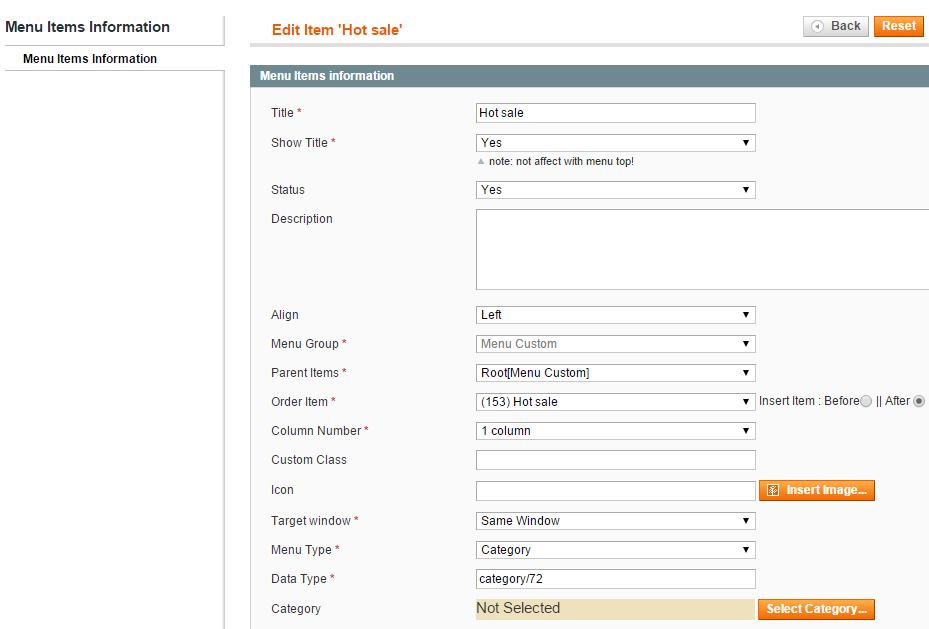 Menu Items Information
Menu Items Information
Edit Item 'Hot sale'
Back
Reset
Menu Items information
Title *
Hot sale
Show Title *
Yes
note: not affect with menu top!
Status
Yes
Description
Align
Left
Menu Group *
Menu Custom
Parent Items *
Root[Menu Custom]
Order Item *
(153) Hot sale
Insert Item : Before || After
Column Number *
1 column
Custom Class
Icon
Insert Image...
Target window *
Same Window
Menu Type *
Category
Data Type *
category/72
Category
Not Selected
Select Category...